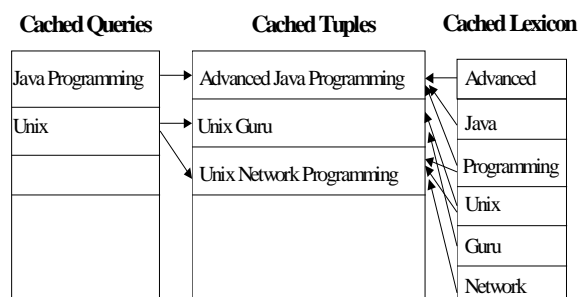 Cached Queries
Cached Tuples
Cached Lexicon
Java Programming
Advanced Java Programming
Advanced
Unix
Unix Guru
Java
Unix Network Programming
Programming
Unix
Guru
Network